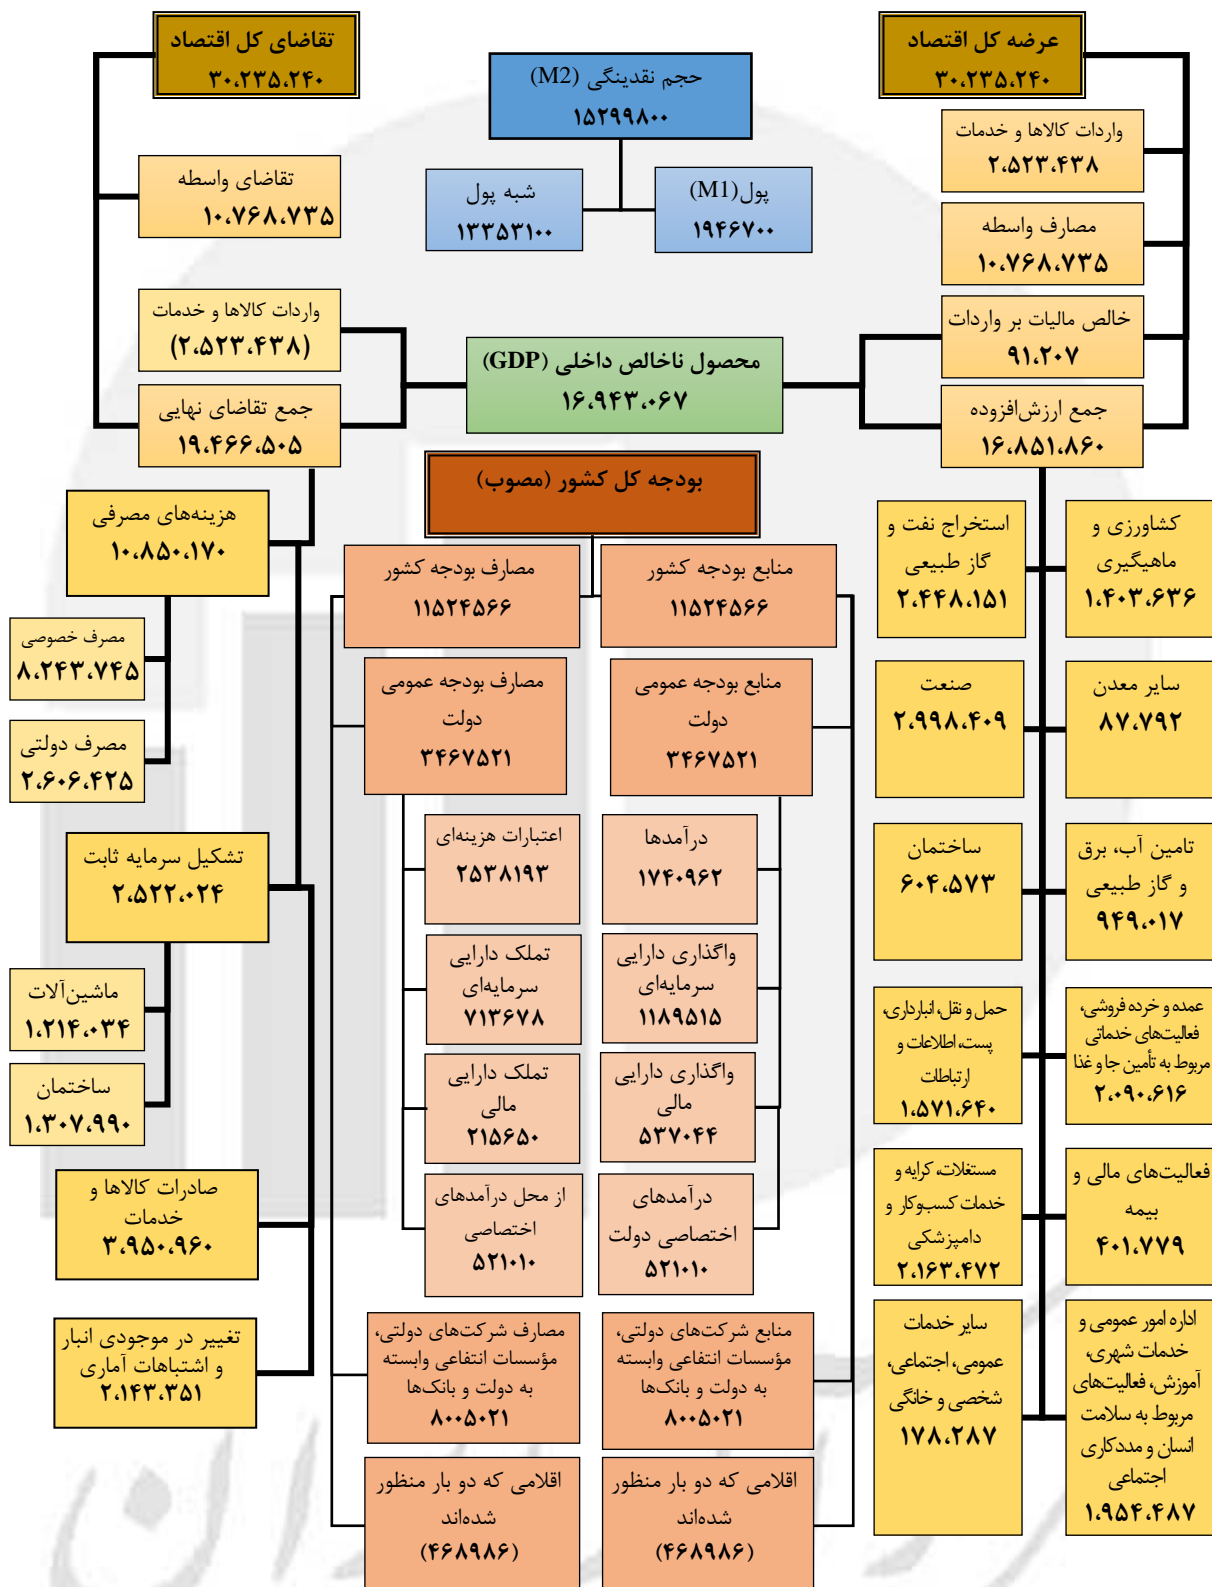 عرضه کل اقتصاد
۳۰،۲۳۵،۲۴۰
واردات کالاها و خدمات
۲،۵۲۳،۴۳۸
مصارف واسطه
۱۰،۷۶۸،۷۳۵
خالص مالیات بر واردات
۹۱،۲۰۷
جمع ارزش‌افزوده
۱۶،۸۵۱،۸۶۰
کشاورزی و
ماهیگیری
۱،۴۰۳،۶۳۶
استخراج نفت و
گاز طبیعی
۲،۴۴۸،۱۵۱
سایر معدن
۸۷،۷۹۲
صنعت
۲،۹۹۸،۴۰۹
تامین آب، برق
و گاز طبیعی
۹۴۹،۰۱۷
ساختمان
۶۰۴،۵۷۳
عمده و خرده فروشی،
فعالیت‌های خدماتی
مربوط به تأمین جا و غذا
۲،۰۹۰،۶۱۶
حمل و نقل، انبارداری،
پست، اطلاعات و
ارتباطات
۱،۵۷۱،۶۴۰
فعالیت‌های مالی و
بیمه
۴۰۱،۷۷۹
مستغلات، کرایه و
خدمات کسب‌وکار و
دامپزشکی
۲،۱۶۳،۴۷۲
اداره امور عمومی و
خدمات شهری،
آموزش، فعالیت‌های
مربوط به سلامت
انسان و مددکاری
اجتماعی
۱،۹۵۴،۴۸۷
سایر خدمات
عمومی، اجتماعی،
شخصی و خانگی
۱۷۸،۲۸۷
حجم نقدینگی (M2)
۱۵۲۹۹۸۰۰
پول(M1)
۱۹۴۶۷۰۰
شبه پول
۱۳۳۵۳۱۰۰
محصول ناخالص داخلی (GDP)
۱۶،۹۴۳،۰۶۷
بودجه کل کشور (مصوب)
منابع بودجه کشور
۱۱۵۲۴۵۶۶
مصارف بودجه کشور
۱۱۵۲۴۵۶۶
منابع بودجه عمومی
دولت
۳۴۶۷۵۲۱
مصارف بودجه عمومی
دولت
۳۴۶۷۵۲۱
درآمدها
۱۷۴۰۹۶۲
اعتبارات هزینه‌ای
۲۵۳۸۱۹۳
واگذاری دارایی
سرمایه‌ای
۱۱۸۹۵۱۵
تملک دارایی
سرمایه‌ای
۷۱۳۶۷۸
واگذاری دارایی
مالی
۵۳۷۰۴۴
تملک دارایی
مالی
۲۱۵۶۵۰
درآمدهای
اختصاصی دولت
۵۲۱۰۱۰
از محل درآمدهای
اختصاصی
۵۲۱۰۱۰
منابع شرکت‌های دولتی،
مؤسسات انتفاعی وابسته
به دولت و بانک‌ها
۸۰۰۵۰۲۱
مصارف شرکت‌های دولتی،
مؤسسات انتفاعی وابسته
به دولت و بانک‌ها
۸۰۰۵۰۲۱
اقلامی که دو بار منظور
شده‌اند
(۴۶۸۹۸۶)
اقلامی که دو بار منظور
شده‌اند
(۴۶۸۹۸۶)
تقاضای کل اقتصاد
۳۰،۲۳۵،۲۴۰
تقاضای واسطه
۱۰،۷۶۸،۷۳۵
واردات کالاها و خدمات
(۲،۵۲۳،۴۳۸)
جمع تقاضای نهایی
۱۹،۴۶۶،۵۰۵
هزینه‌های مصرفی
۱۰،۸۵۰،۱۷۰
مصرف خصوصی
۸،۲۴۳،۷۴۵
مصرف دولتی
۲،۶۰۶،۴۲۵
تشکیل سرمایه ثابت
۲،۵۲۲،۰۲۴
ماشین‌آلات
۱،۲۱۴،۰۳۴
ساختمان
۱،۳۰۷،۹۹۰
صادرات کالاها و
خدمات
۳،۹۵۰،۹۶۰
تغییر در موجودی انبار
و اشتباهات آماری
۲،۱۴۳،۳۵۱